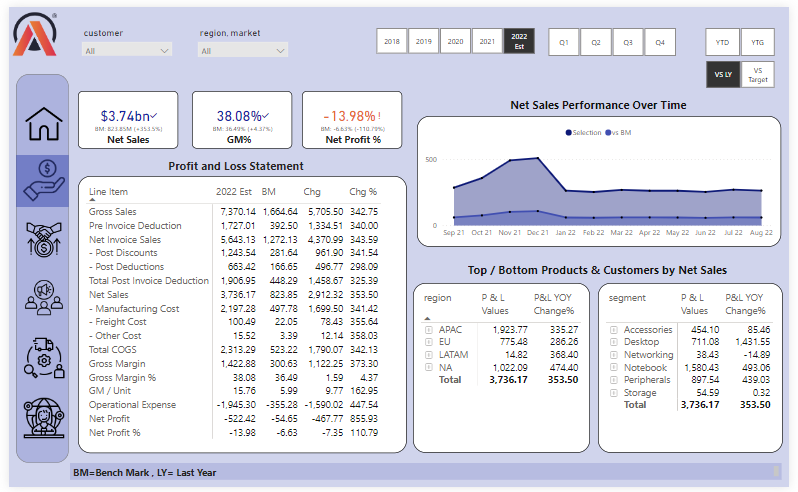 customer
region, market
All
All
2018
2019
2020
2021
2022 Est
Q1
Q2
Q3
Q4
YTD
YTG
VS LY
VS Target
$3.74bn
BM: 823.85M (+353.5%)
Net Sales
38.08%
BM: 36.49% (+4.37%)
GM%
-13.98%!
BM: -6.63% (-110.79%)
Net Profit %
Net Sales Performance Over Time
Selection vs BM
500
0
Sep 21 Oct 21 Nov 21 Dec 21 Jan 22 Feb 22 Mar 22 Apr 22 May 22 Jun 22 Jul 22 Aug 22
Profit and Loss Statement
Line Item 2022 Est BM Chg Chg %
Gross Sales 7,370.14 1,664.64 5,705.50 342.75
Pre Invoice Deduction 1,727.01 392.50 1,334.51 340.00
Net Invoice Sales 5,643.13 1,272.13 4,370.99 343.59
- Post Discounts 1,243.54 281.64 961.90 341.54
- Post Deductions 663.42 166.65 496.77 298.09
Total Post Invoice Deduction 1,906.95 448.29 1,458.67 325.39
Net Sales 3,736.17 823.85 2,912.32 353.50
- Manufacturing Cost 2,197.28 497.78 1,699.50 341.42
- Freight Cost 100.49 22.05 78.43 355.64
- Other Cost 15.52 3.39 12.14 358.03
Total COGS 2,313.29 523.22 1,790.07 342.13
Gross Margin 1,422.88 300.63 1,122.25 373.30
Gross Margin % 38.08 36.49 1.59 4.37
GM / Unit 15.76 5.99 9.77 162.95
Operational Expense -1,945.30 -355.28 -1,590.02 447.54
Net Profit -522.42 -54.65 -467.77 855.93
Net Profit % -13.98 -6.63 -7.35 110.79
Top / Bottom Products & Customers by Net Sales
region P & L Values P&L YOY Change%
APAC 1,923.77 335.27
EU 775.48 286.26
LATAM 14.82 368.40
NA 1,022.09 474.40
Total 3,736.17 353.50
segment P & L Values P&L YOY Change%
Accessories 454.10 85.46
Desktop 711.08 1,431.55
Networking 38.43 -14.89
Notebook 1,580.43 493.06
Peripherals 897.54 439.03
Storage 54.59 0.32
Total 3,736.17 353.50
BM=Bench Mark , LY= Last Year